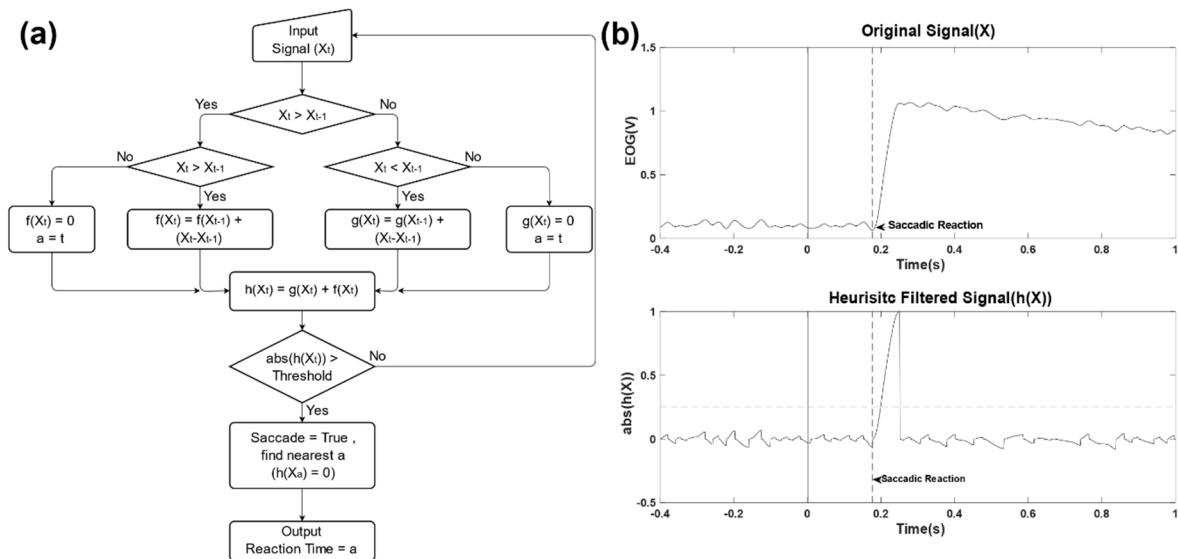 (a)
Input
Signal (Xt)
Yes
No
Xt > Xt-1
No
Xt > Xt-1
Xt < Xt-1
No
Yes
Yes
f(Xt) = 0
a = t
f(Xt) = f(Xt-1) +
(Xt-Xt-1)
g(Xt) = g(Xt-1) +
(Xt-Xt-1)
g(Xt) = 0
a = t
h(Xt) = g(Xt) + f(Xt)
abs(h(Xt)) >
Threshold
No
Yes
Saccade = True ,
find nearest a
(h(Xa) = 0)
Output
Reaction Time = a
(b)
Original Signal(X)
1.5
1
0.5
0
EOG(V)
Saccadic Reaction
-0.4 -0.2 0 0.2 0.4 0.6 0.8 1
Time(s)
Heurisitc Filtered Signal(h(X))
1
0.5
0
-0.5
abs(h(X))
Saccadic Reaction
-0.4 -0.2 0 0.2 0.4 0.6 0.8 1
Time(s)